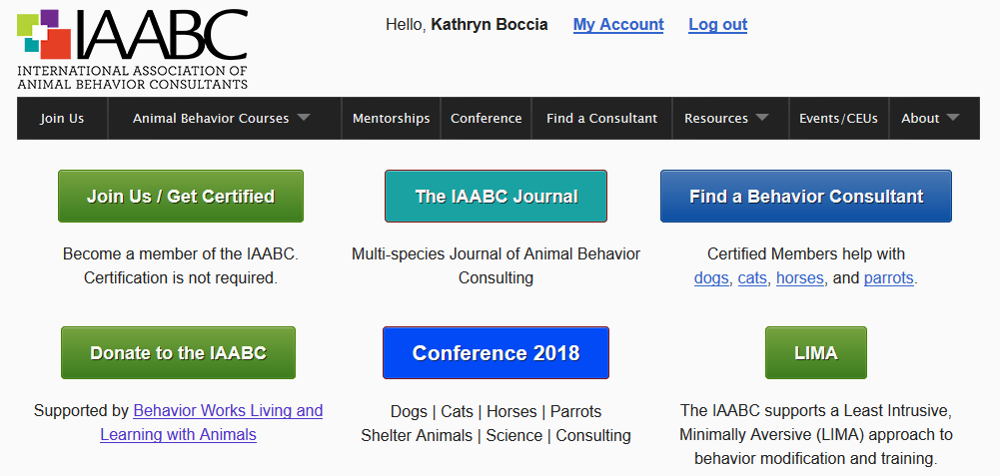 IAABC
INTERNATIONAL ASSOCIATION OF
ANIMAL BEHAVIOR CONSULTANTS
Hello, Kathryn Boccia My Account Log out
Join Us Animal Behavior Courses Mentorships Conference Find a Consultant Resources Events/CEUs About
Join Us / Get Certified
Become a member of the IAABC.
Certification is not required.
The IAABC Journal
Multi-species Journal of Animal Behavior
Consulting
Find a Behavior Consultant
Certified Members help with
dogs, cats, horses, and parrots.
Donate to the IAABC
Supported by Behavior Works Living and
Learning with Animals
Conference 2018
Dogs | Cats | Horses | Parrots
Shelter Animals | Science | Consulting
LIMA
The IAABC supports a Least Intrusive,
Minimally Aversive (LIMA) approach to
behavior modification and training.